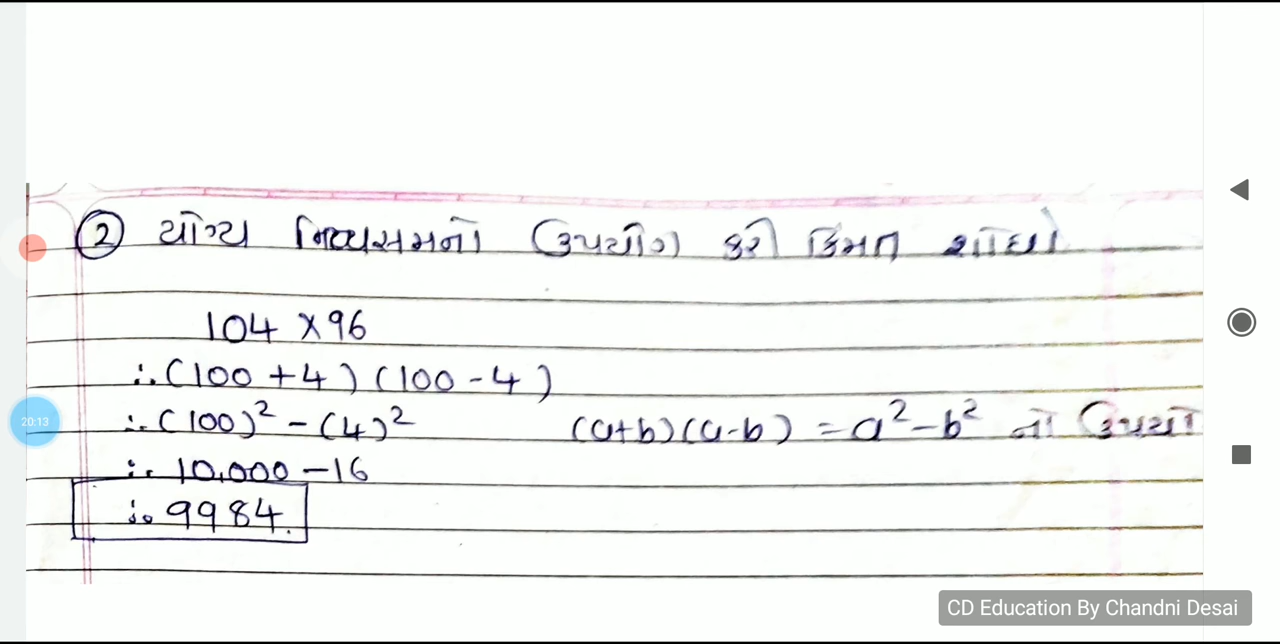 ② યોગ્ય નિત્યસમનો ઉપયોગ કરી કિંમત શોધો
104 × 96
∴ (100 + 4) (100 - 4)
∴ (100)² - (4)² (a+b) (a-b) = a² - b² નો ઉપયો
∴ 10,000 - 16
∴ 9984.
20:13
CD Education By Chandni Desai